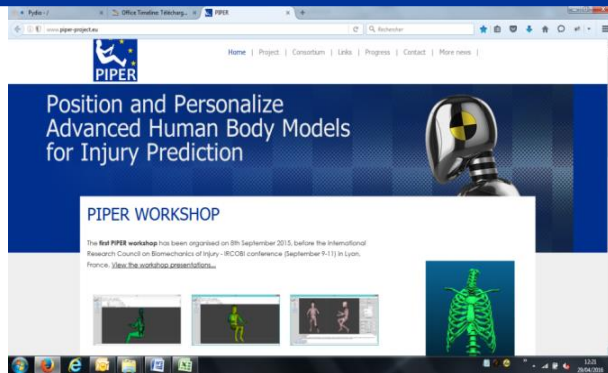 Pydio - /
Office Timeline: Télécharg...
PIPER
www.piper-project.eu
Rechercher
PIPER
Home | Project | Consortium | Links | Progress | Contact | More news |
Position and Personalize
Advanced Human Body Models
for Injury Prediction
PIPER WORKSHOP
The first PIPER workshop has been organised on 8th September 2015, before the International
Research Council on Biomechanics of Injury - IRCOBI conference (September 9-11) in Lyon,
France. View the workshop presentations...
12:21
29/04/2016